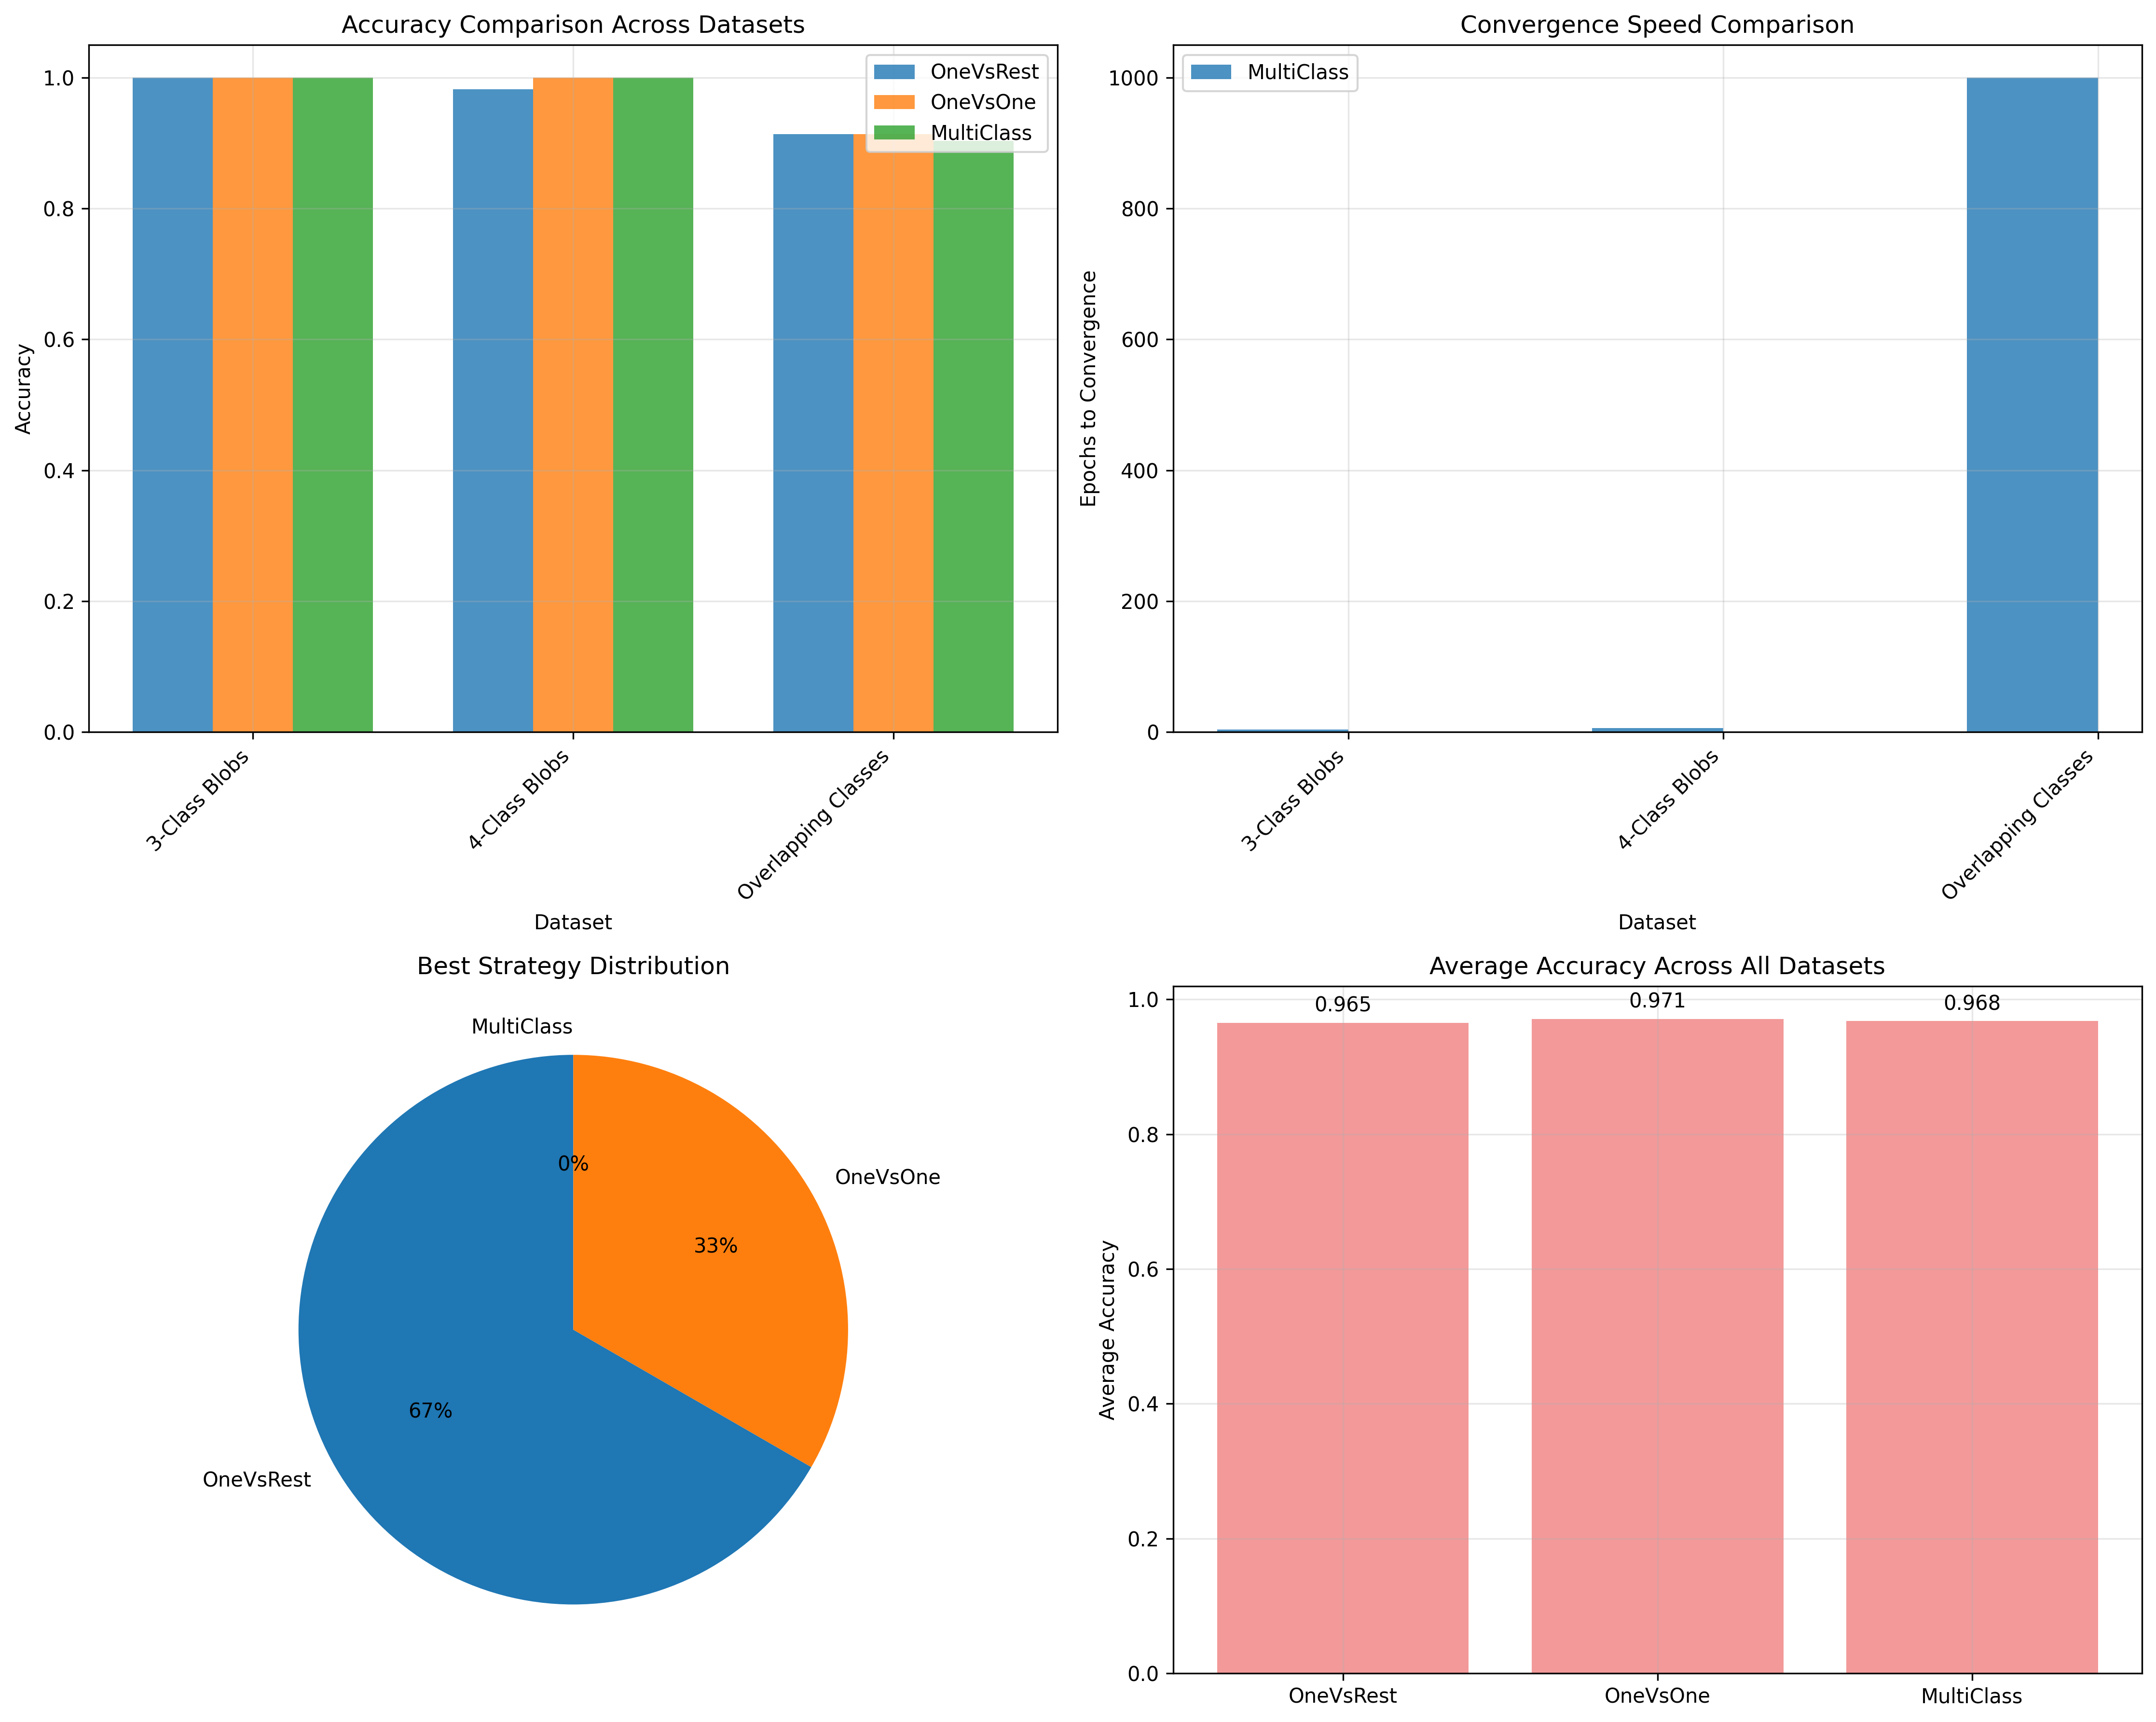 Accuracy Comparison Across Datasets
1.0
0.8
0.6
0.4
0.2
0.0
Accuracy
OneVsRest
OneVsOne
MultiClass
3-Class Blobs
4-Class Blobs
Overlapping Classes
Dataset
Convergence Speed Comparison
1000
800
600
400
200
0
Epochs to Convergence
MultiClass
3-Class Blobs
4-Class Blobs
Overlapping Classes
Dataset
Best Strategy Distribution
MultiClass
0%
OneVsOne
33%
67%
OneVsRest
Average Accuracy Across All Datasets
1.0
0.8
0.6
0.4
0.2
0.0
Average Accuracy
0.965
0.971
0.968
OneVsRest
OneVsOne
MultiClass